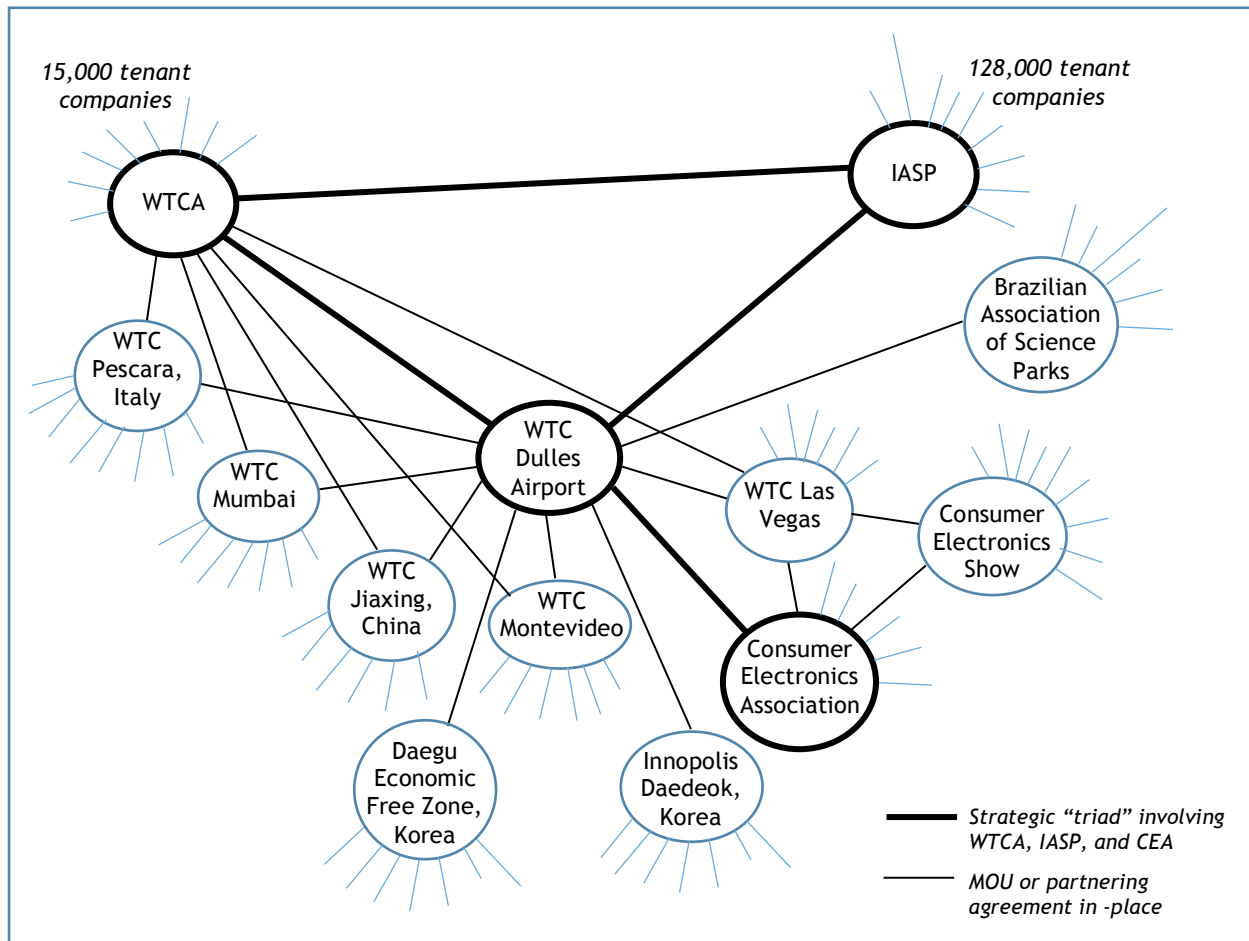 15,000 tenant
companies
128,000 tenant
companies
WTCA
IASP
Brazilian
Association
of Science
Parks
WTC
Pescara,
Italy
WTC
Dulles
Airport
WTC
Mumbai
WTC Las
Vegas
Consumer
Electronics
Show
WTC
Jiaxing,
China
WTC
Montevideo
Consumer
Electronics
Association
Daegu
Economic
Free Zone,
Korea
Innopolis
Daedeok,
Korea
Strategic “triad” involving
WTCA, IASP, and CEA
MOU or partnering
agreement in -place